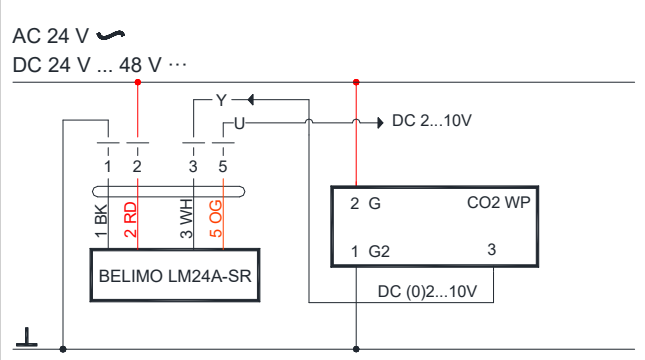 AC 24 V
DC 24 V ... 48 V
Y
U
DC 2...10V
1 2 3 5
1 BK
2 RD
3 WH
5 OG
BELIMO LM24A-SR
2 G CO2 WP
1 G2 3
DC (0)2...10V